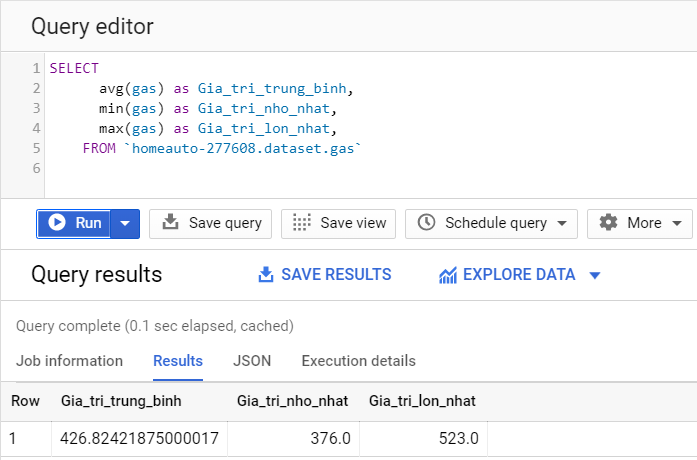 Query editor
1 SELECT
2 avg(gas) as Gia_tri_trung_binh,
3 min(gas) as Gia_tri_nho_nhat,
4 max(gas) as Gia_tri_lon_nhat,
5 FROM `homeauto-277608.dataset.gas`
6
Run Save query Save view Schedule query More
Query results SAVE RESULTS EXPLORE DATA
Query complete (0.1 sec elapsed, cached)
Job information Results JSON Execution details
Row Gia_tri_trung_binh Gia_tri_nho_nhat Gia_tri_lon_nhat
1 426.82421875000017 376.0 523.0